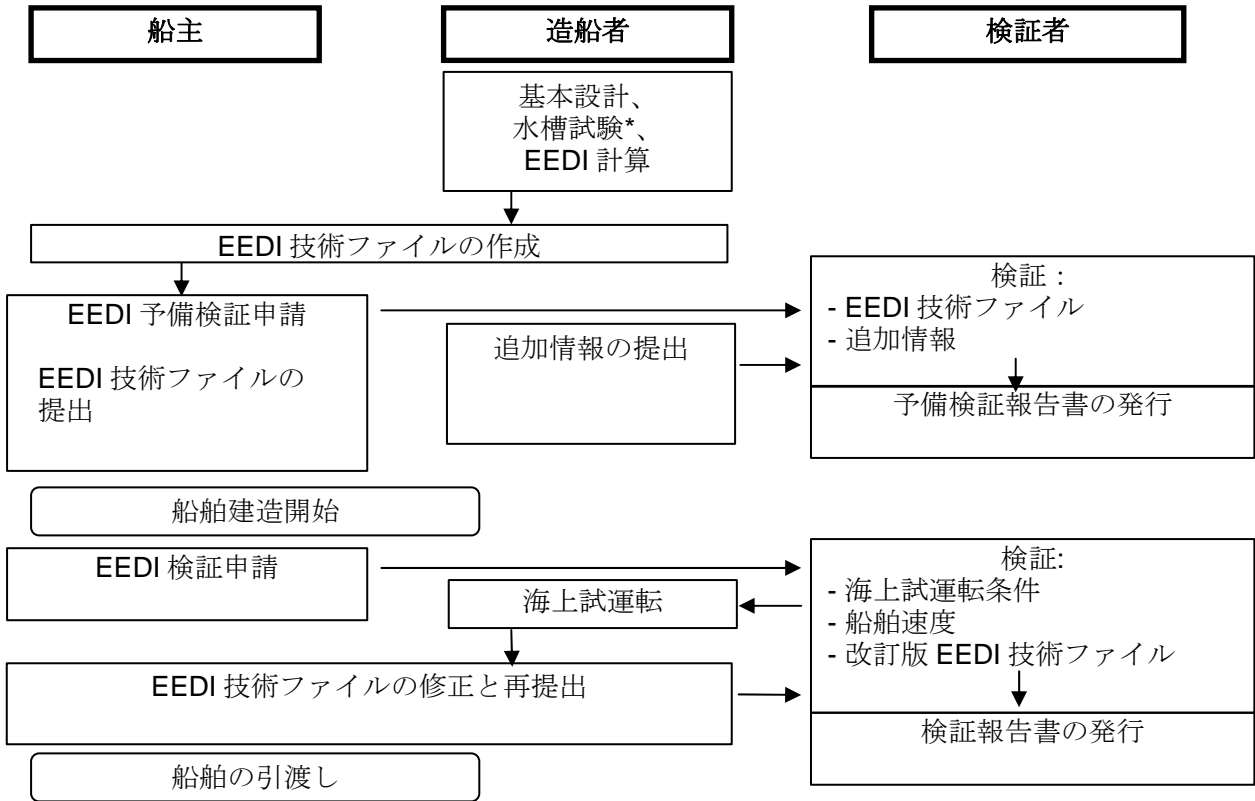 船主
造船者
検証者
基本設計、
水槽試験*、
EEDI 計算
EEDI 技術ファイルの作成
EEDI 予備検証申請
EEDI 技術ファイルの
提出
追加情報の提出
検証：
- EEDI 技術ファイル
- 追加情報
予備検証報告書の発行
船舶建造開始
EEDI 検証申請
海上試運転
検証:
- 海上試運転条件
- 船舶速度
- 改訂版 EEDI 技術ファイル
EEDI 技術ファイルの修正と再提出
検証報告書の発行
船舶の引渡し